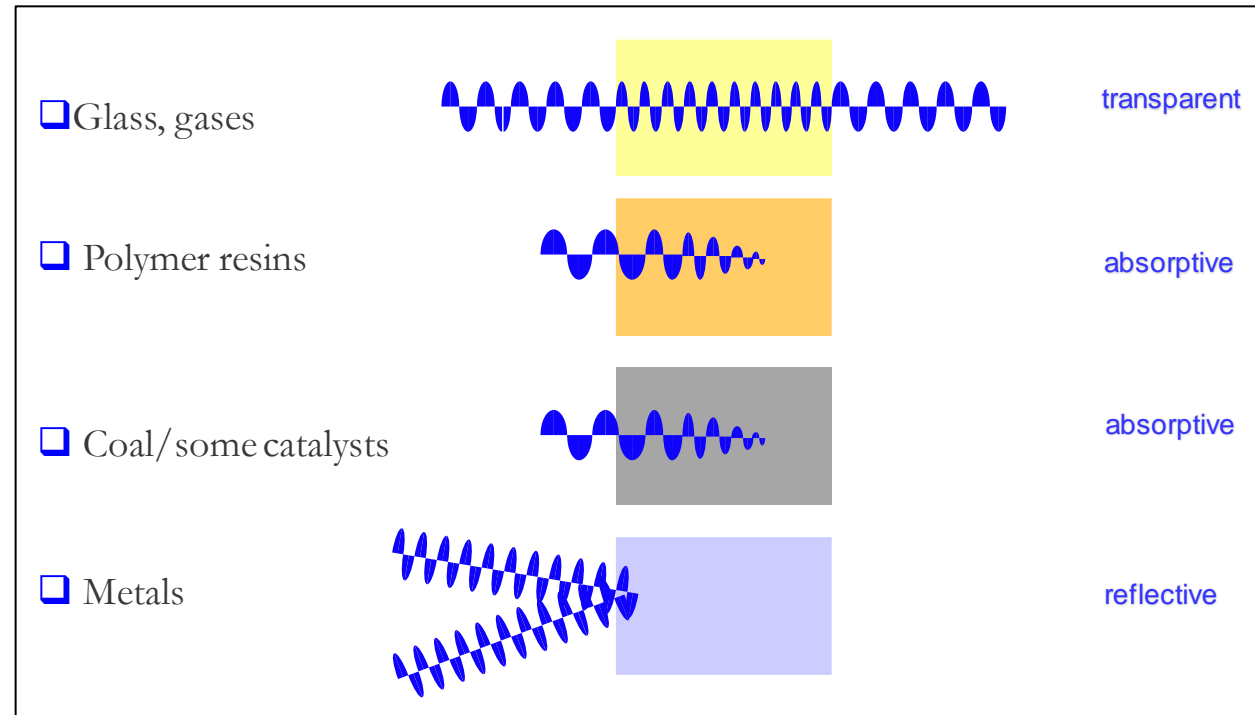 ❑Glass, gases
transparent
❑ Polymer resins
absorptive
❑ Coal/some catalysts
absorptive
❑ Metals
reflective